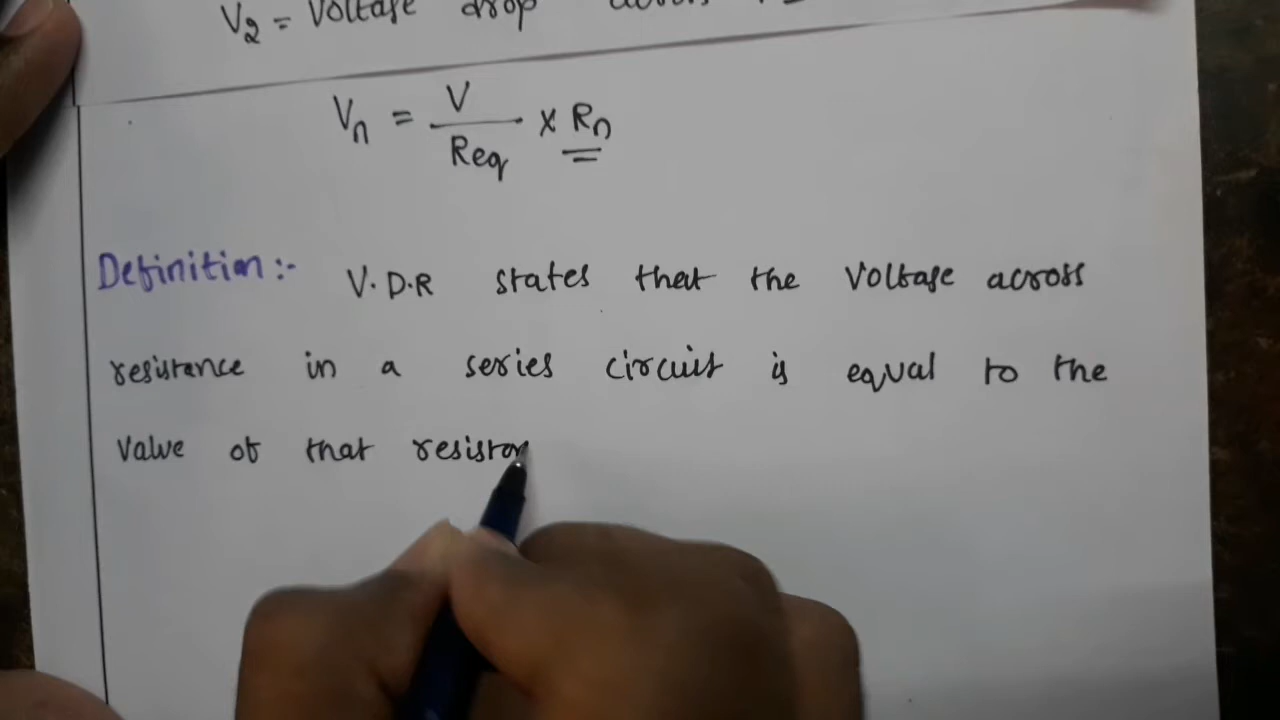 V2 = Voltage drop across
Vn = V / Req × Rn
Definition:- V.D.R states that the Voltage across
resistance in a series circuit is equal to the
Value of that resistor